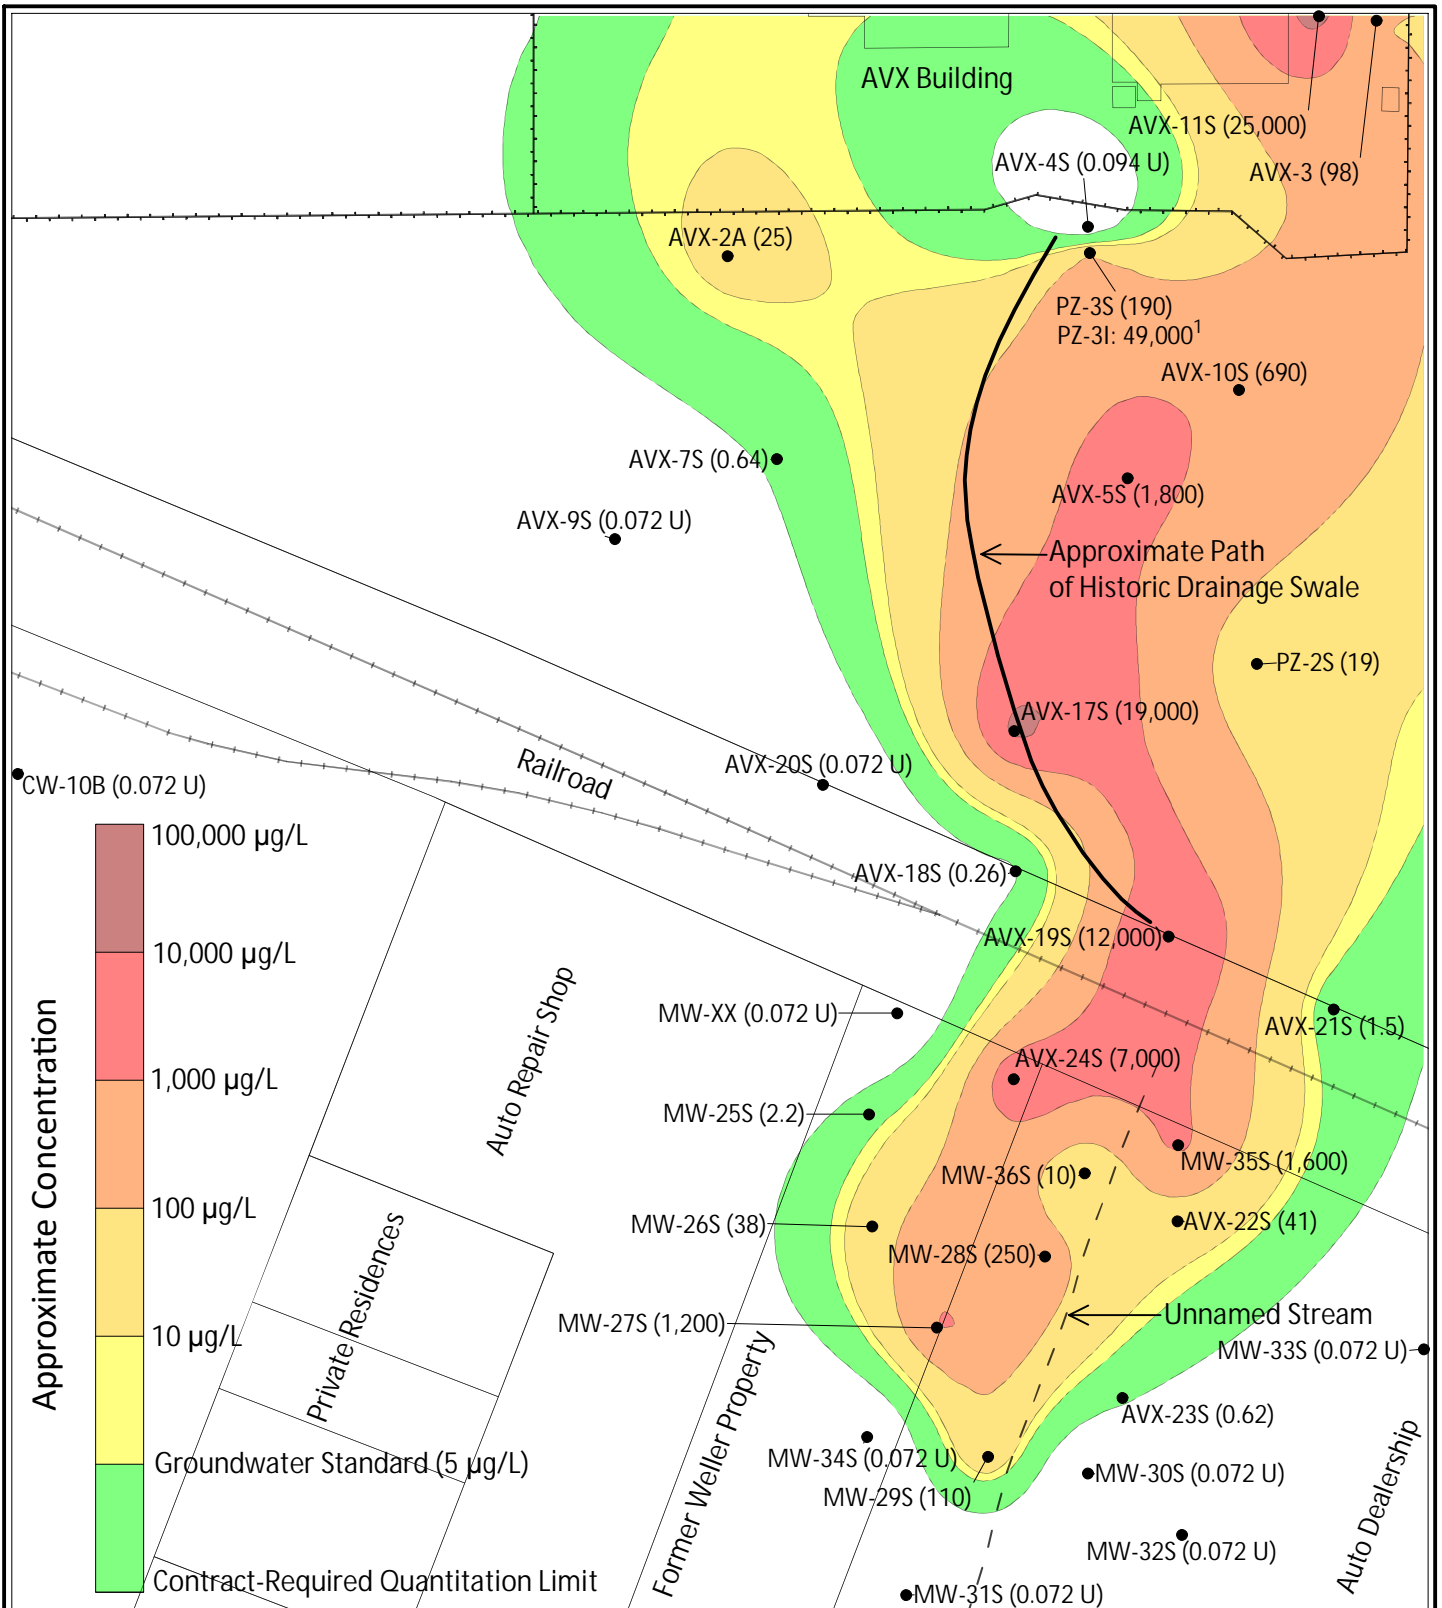 AVX Building
AVX-11S (25,000)
AVX-4S (0.094 U)
AVX-3 (98)
AVX-2A (25)
PZ-3S (190)
PZ-3I: 49,000¹
AVX-10S (690)
AVX-7S (0.64)
AVX-5S (1,800)
AVX-9S (0.072 U)
Approximate Path
of Historic Drainage Swale
PZ-2S (19)
AVX-17S (19,000)
Railroad
AVX-20S (0.072 U)
CW-10B (0.072 U)
AVX-18S (0.26)
AVX-19S (12,000)
MW-XX (0.072 U)
AVX-21S (1.5)
AVX-24S (7,000)
MW-25S (2.2)
MW-35S (1,600)
MW-36S (10)
MW-26S (38)
AVX-22S (41)
MW-28S (250)
MW-27S (1,200)
Unnamed Stream
MW-33S (0.072 U)
AVX-23S (0.62)
MW-34S (0.072 U)
MW-30S (0.072 U)
MW-29S (110)
MW-32S (0.072 U)
MW-31S (0.072 U)
Auto Repair Shop
Private Residences
Former Weller Property
Auto Dealership
Approximate Concentration
100,000 µg/L
10,000 µg/L
1,000 µg/L
100 µg/L
10 µg/L
Groundwater Standard (5 µg/L)
Contract-Required Quantitation Limit